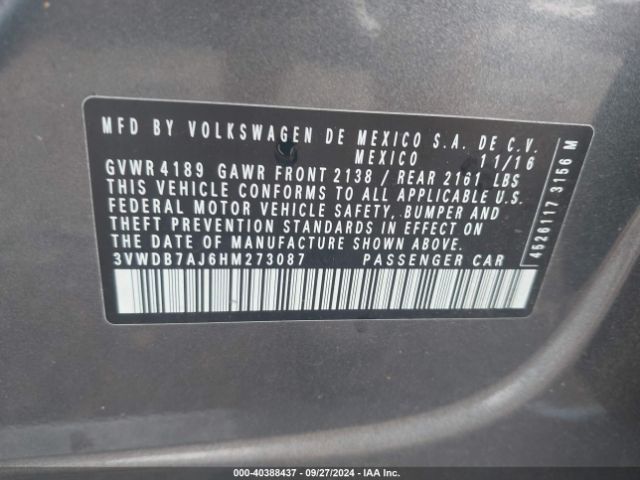 MFD BY VOLKSWAGEN DE MEXICO S.A. DE C.V.
MEXICO 11/16
GVWR 4189 GAWR FRONT 2138 / REAR 2161 LBS
THIS VEHICLE CONFORMS TO ALL APPLICABLE U.S.
FEDERAL MOTOR VEHICLE SAFETY, BUMPER AND
THEFT PREVENTION STANDARDS IN EFFECT ON
THE DATE OF MANUFACTURE SHOWN ABOVE.
3VWDB7AJ6HM273087 PASSENGER CAR
4526117 3156 M
000-40388437 - 09/27/2024 - IAA Inc.